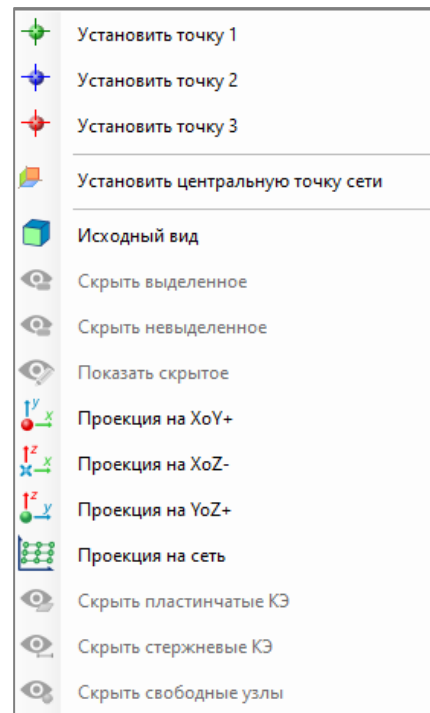 Установить точку 1
Установить точку 2
Установить точку 3
Установить центральную точку сети
Исходный вид
Скрыть выделенное
Скрыть невыделенное
Показать скрытое
y x Проекция на XoY+
z x Проекция на XoZ-
z y Проекция на YoZ+
Проекция на сеть
Скрыть пластинчатые КЭ
Скрыть стержневые КЭ
Скрыть свободные узлы